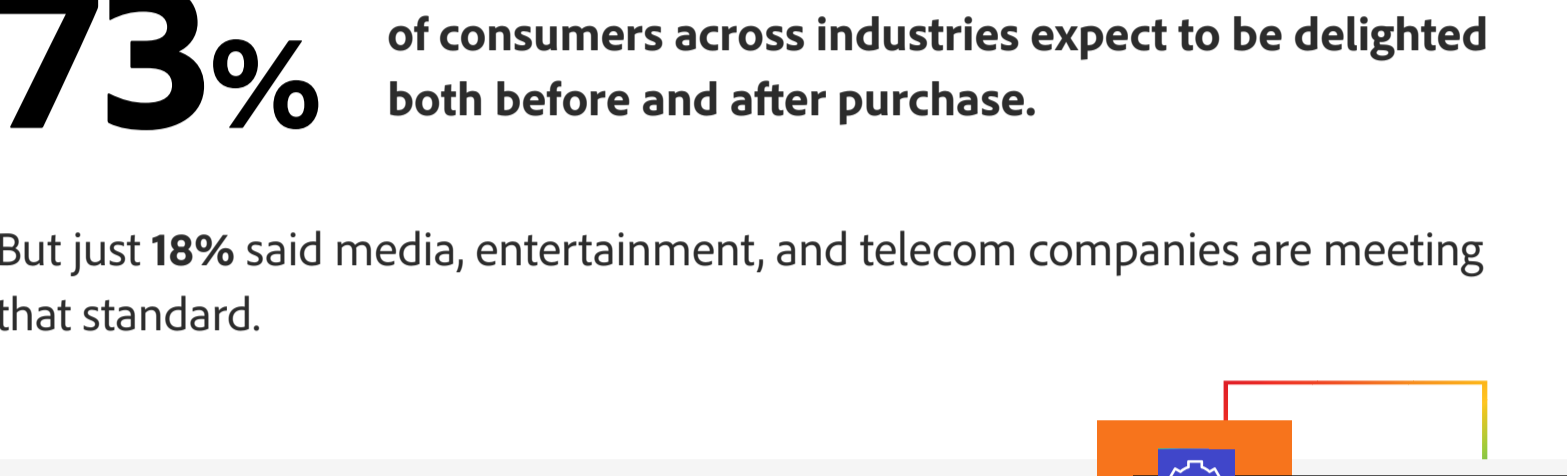 73%
of consumers across industries expect to be delighted
both before and after purchase.
But just 18% said media, entertainment, and telecom companies are meeting
that standard.